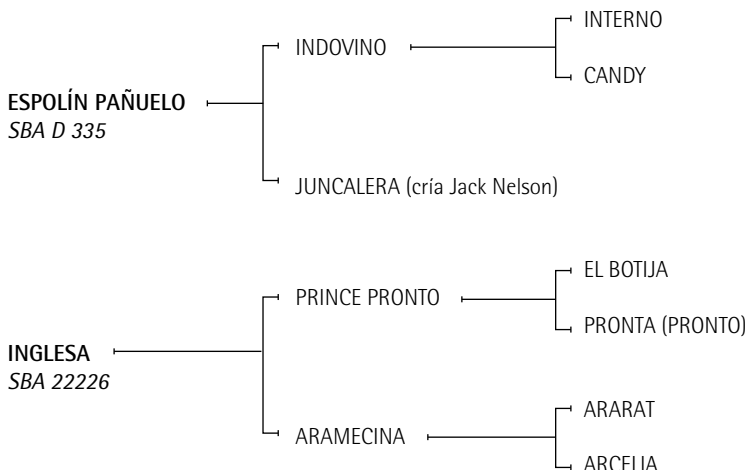 INTERNO
INDOVINO
CANDY
ESPOLÍN PAÑUELO
SBA D 335
JUNCALERA (cría Jack Nelson)
EL BOTIJA
PRINCE PRONTO
PRONTA (PRONTO)
INGLESA
SBA 22226
ARARAT
ARAMECINA
ARCELIA